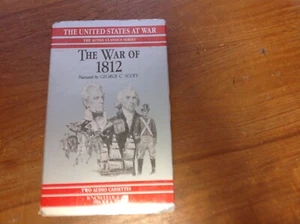 THE UNITED STATES AT WAR
THE AUDIO CLASSICS SERIES
THE WAR OF
1812
Narrated by GEORGE C. SCOTT
TWO AUDIO CASSETTES
KNOWLEDGE